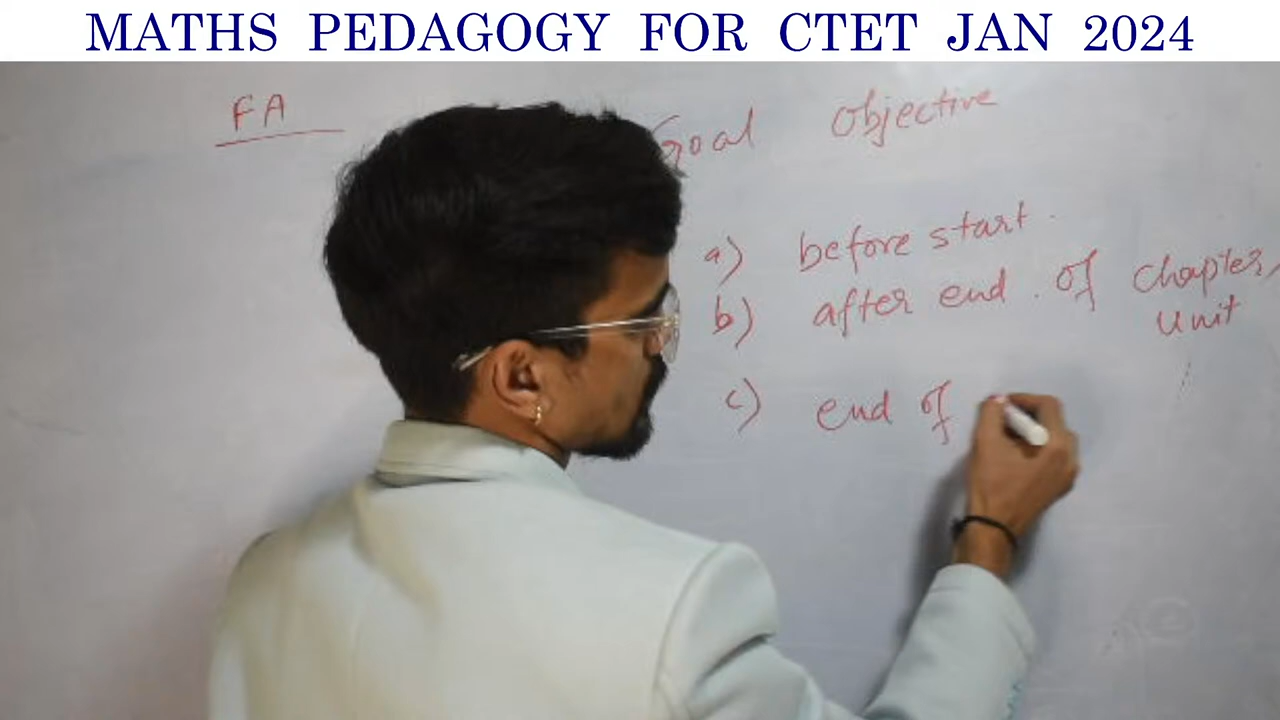 MATHS PEDAGOGY FOR CTET JAN 2024
FA
Goal Objective
a) before start.
b) after end. of chapter,
unit
c) end of